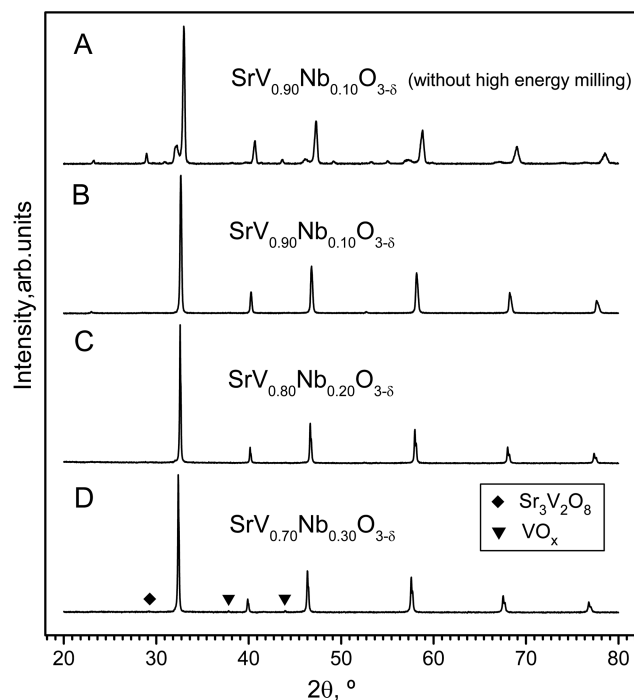 A
SrV0.90Nb0.10O3-δ (without high energy milling)
B
SrV0.90Nb0.10O3-δ
C
SrV0.80Nb0.20O3-δ
D
SrV0.70Nb0.30O3-δ
Sr3V2O8
VOx
Intensity,arb.units
20 30 40 50 60 70 80
2θ, º